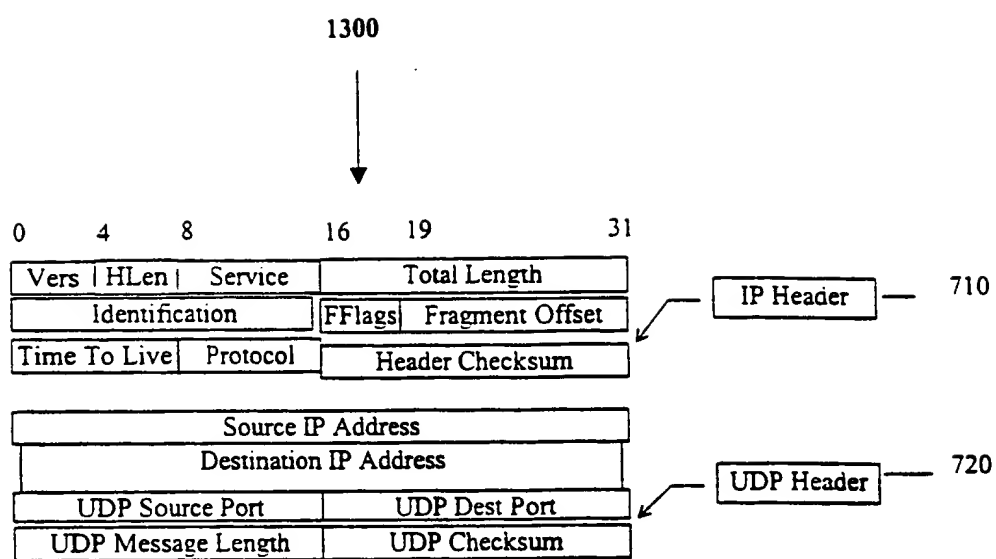 1300
0 4 8 16 19 31
Vers HLen Service Total Length
IP Header 710
Identification FFlags Fragment Offset
Time To Live Protocol Header Checksum
Source IP Address
Destination IP Address
UDP Header 720
UDP Source Port UDP Dest Port
UDP Message Length UDP Checksum